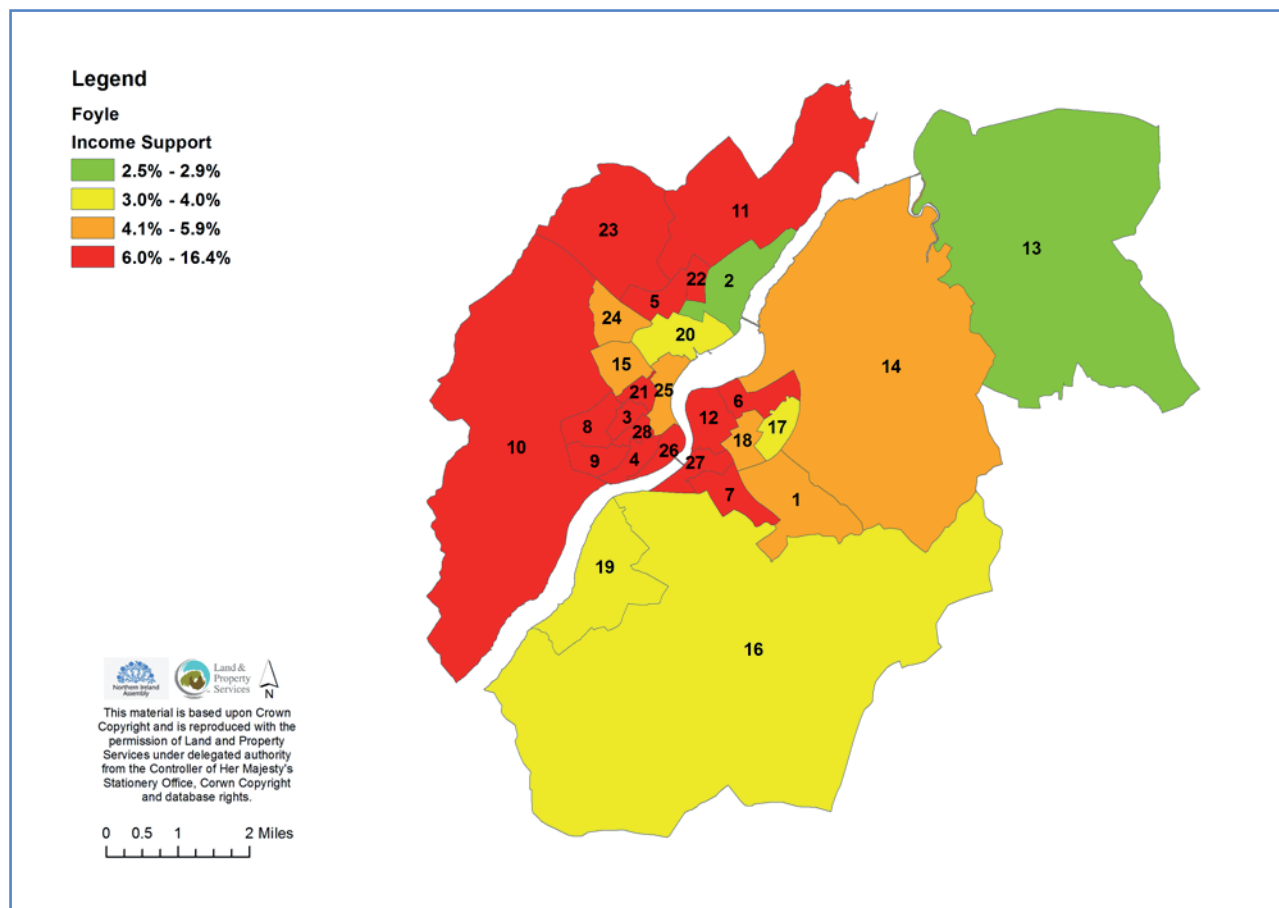 Legend
Foyle
Income Support
2.5% - 2.9%
3.0% - 4.0%
4.1% - 5.9%
6.0% - 16.4%
11
23
13
22
2
5
24
20
15
14
21
25
6
3
12
17
8
28
18
10
26
9
4
27
7
1
19
16
Northern Ireland
Assembly
Land &
Property
Services
N
This material is based upon Crown
Copyright and is reproduced with the
permission of Land and Property
Services under delegated authority
from the Controller of Her Majesty's
Stationery Office, Corwn Copyright
and database rights.
0 0.5 1 2 Miles